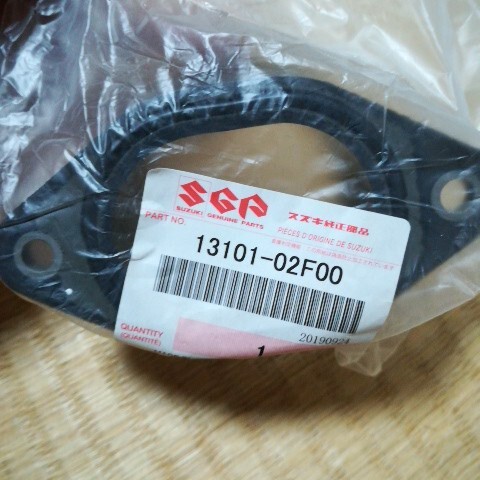 SGP
SUZUKI GENUINE PARTS
スズキ純正部品
PIECES D'ORIGINE DE SUZUKI
PART NO.
13101-02F00
20190924
QUANTITY
(QUANTITE)
1